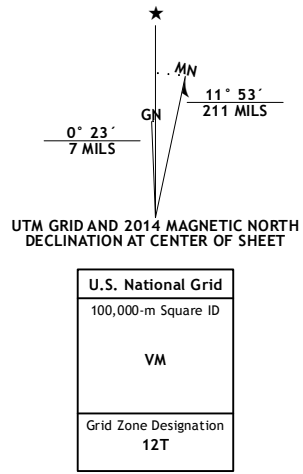 ★
MN
GN
11° 53´
211 MILS
0° 23´
7 MILS
UTM GRID AND 2014 MAGNETIC NORTH
DECLINATION AT CENTER OF SHEET
U.S. National Grid
100,000-m Square ID
VM
Grid Zone Designation
12T